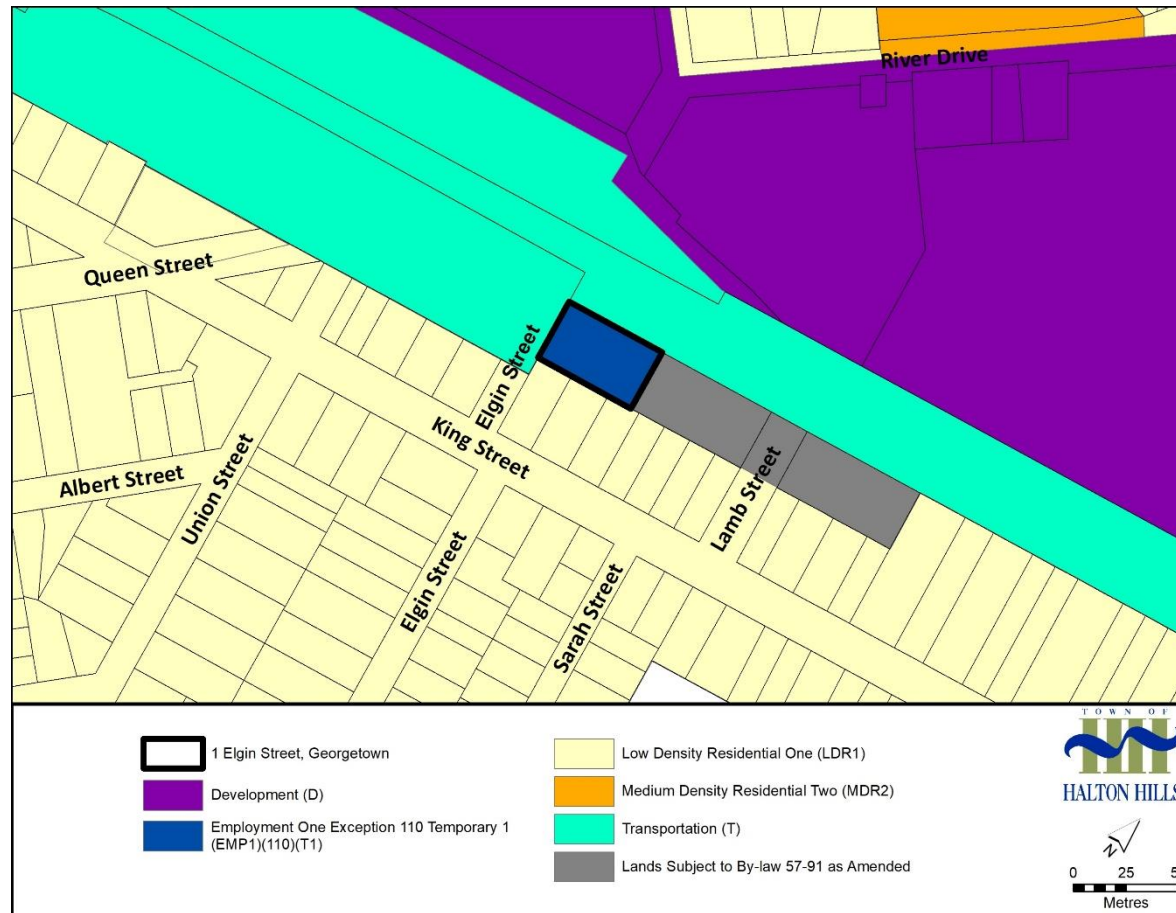 River Drive
Queen Street
Elgin Street
King Street
Albert Street
Union Street
Lamb Street
Elgin Street
Sarah Street
1 Elgin Street, Georgetown
Development (D)
Employment One Exception 110 Temporary 1
(EMP1)(110)(T1)
Low Density Residential One (LDR1)
Medium Density Residential Two (MDR2)
Transportation (T)
Lands Subject to By-law 57-91 as Amended
TOWN OF
HALTON HILLS
N
0 25
Metres